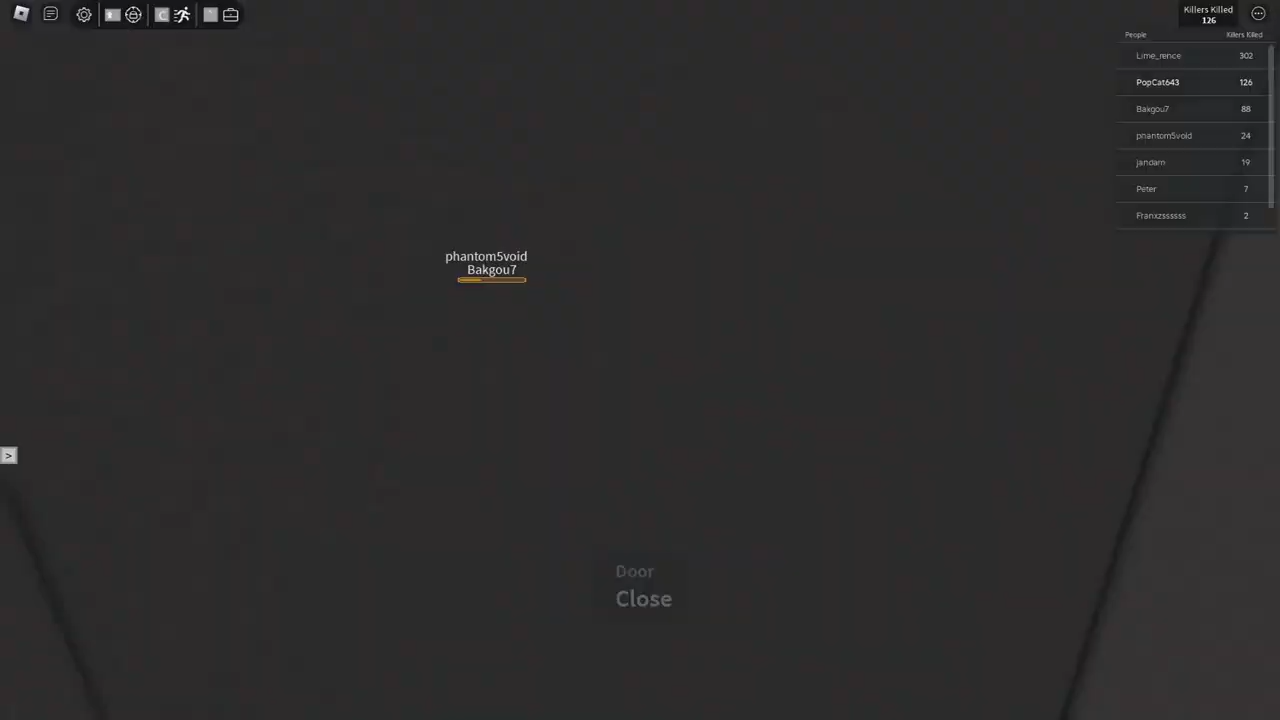 Killers Killed
126
People Killers Killed
Lime_rence 302
PopCat643 126
Bakgou7 88
phantom5void 24
jandam 19
Peter 7
Franxzssssss 2
phantom5void
Bakgou7
>
Door
Close
C